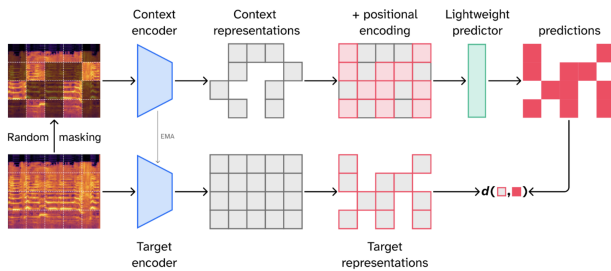 Context
encoder
Context
representations
+ positional
encoding
Lightweight
predictor
predictions
Random
masking
EMA
d( , )
Target
encoder
Target
representations